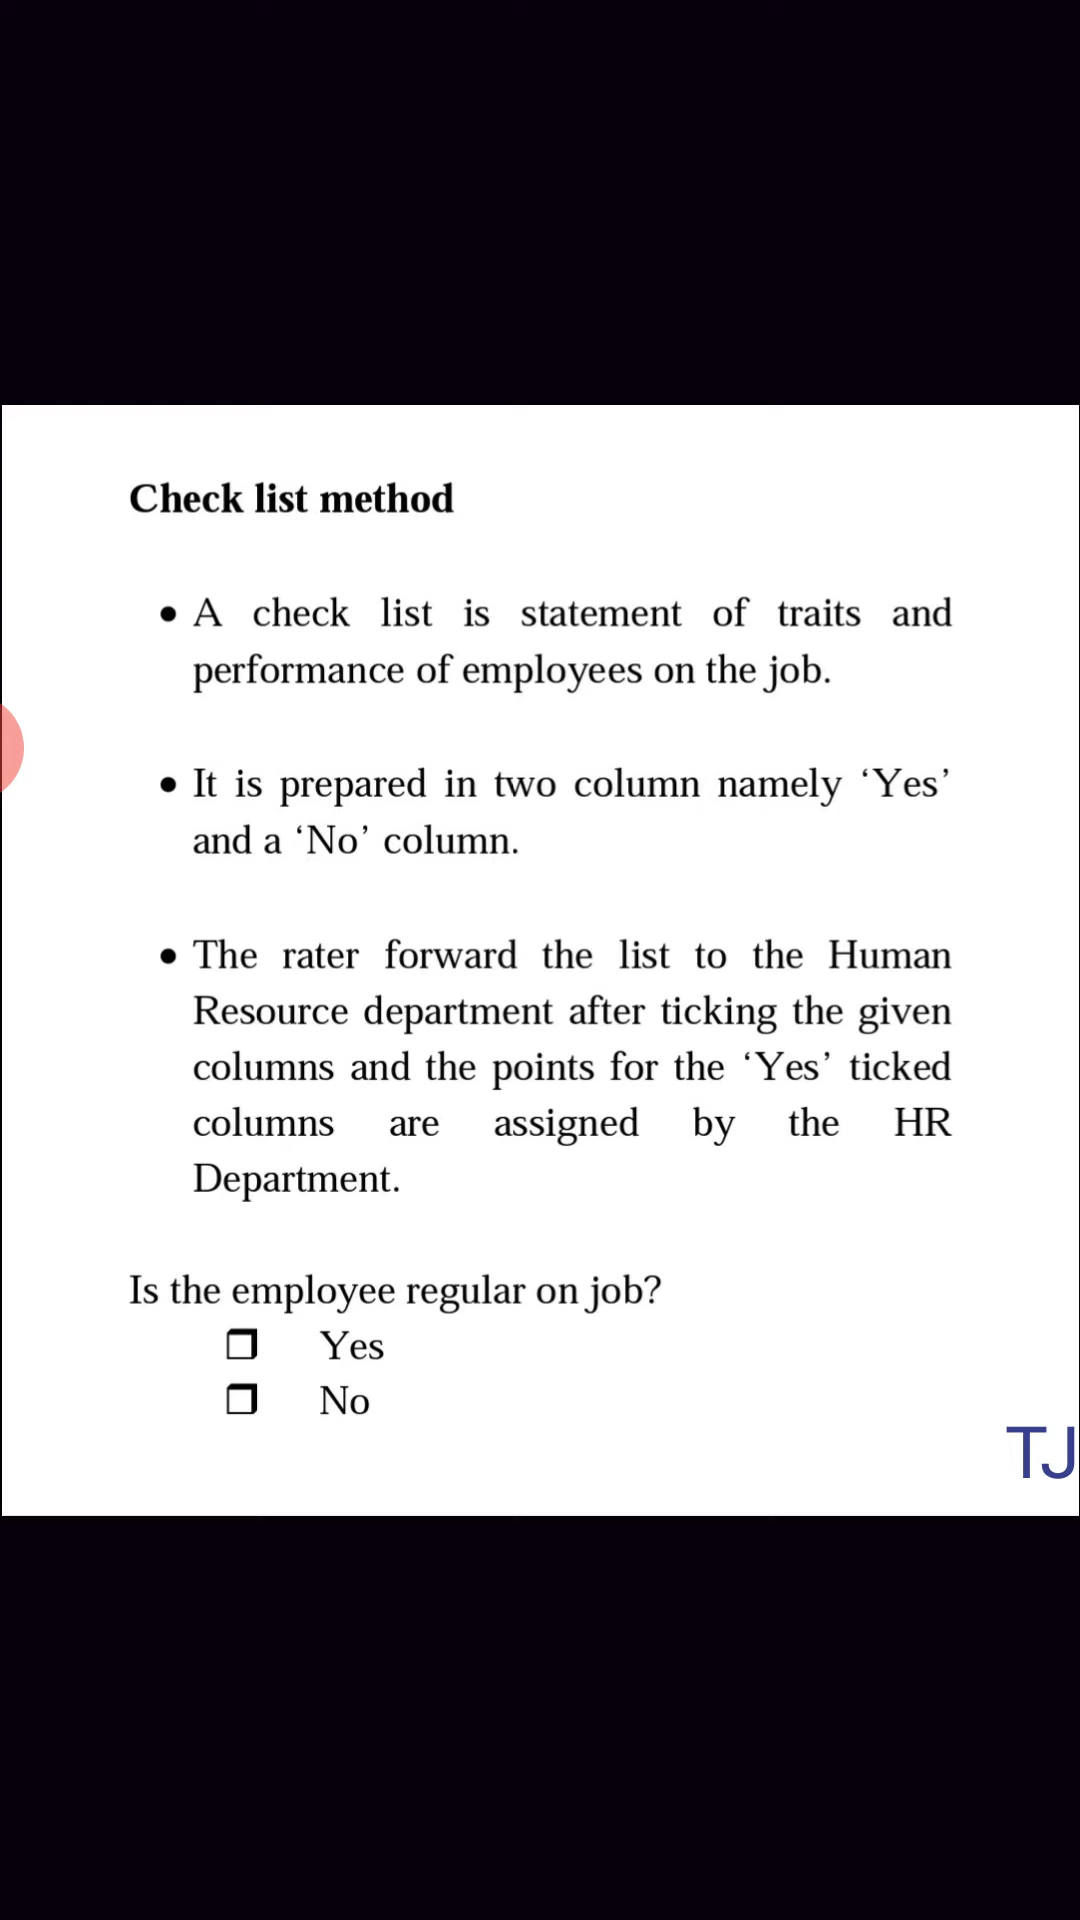 Check list method
• A check list is statement of traits and
performance of employees on the job.
• It is prepared in two column namely ‘Yes’
and a ‘No’ column.
• The rater forward the list to the Human
Resource department after ticking the given
columns and the points for the ‘Yes’ ticked
columns are assigned by the HR
Department.
Is the employee regular on job?
❒ Yes
❒ No
TJ